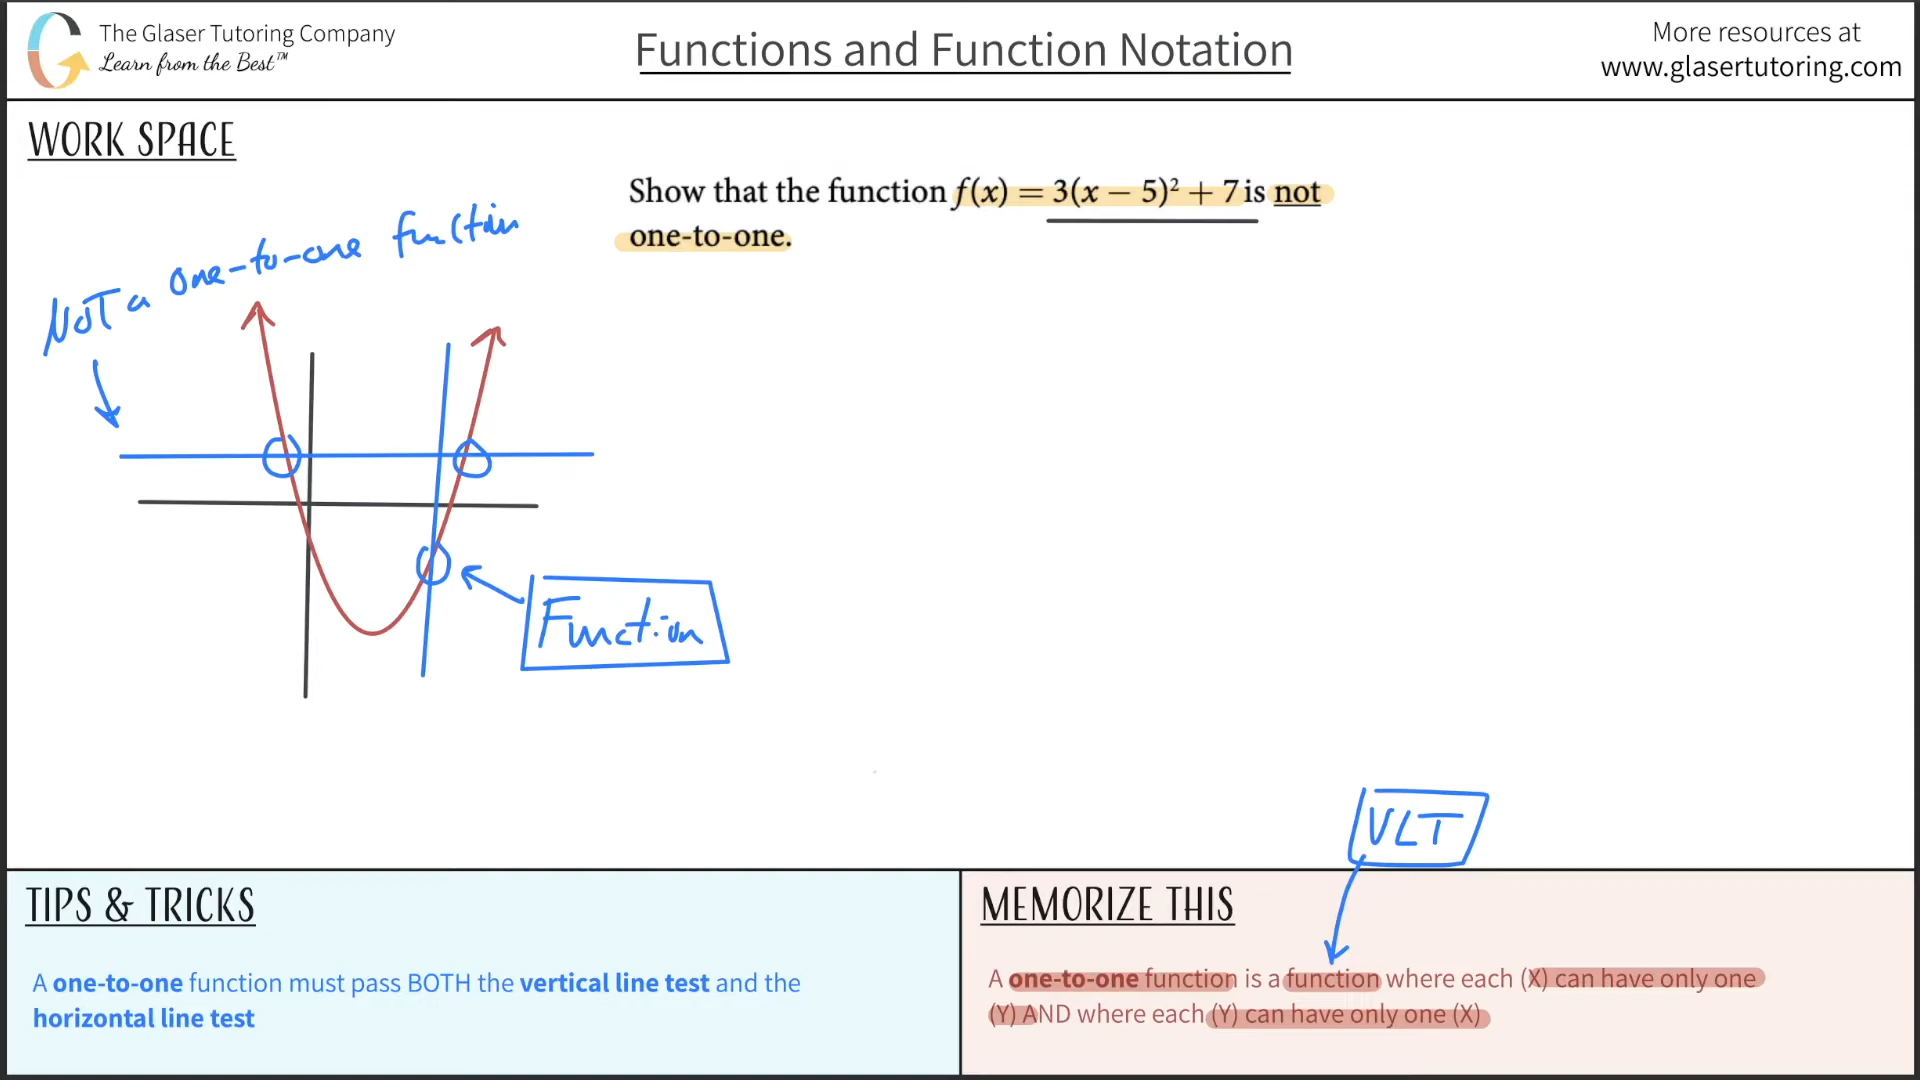 The Glaser Tutoring Company
Learn from the Best™
Functions and Function Notation
More resources at
www.glasertutoring.com
WORK SPACE
Show that the function f(x) = 3(x − 5)² + 7 is not
one-to-one.
NOT a one-to-one function
Function
VLT
TIPS & TRICKS
A one-to-one function must pass BOTH the vertical line test and the
horizontal line test
MEMORIZE THIS
A one-to-one function is a function where each (X) can have only one
(Y) AND where each (Y) can have only one (X)